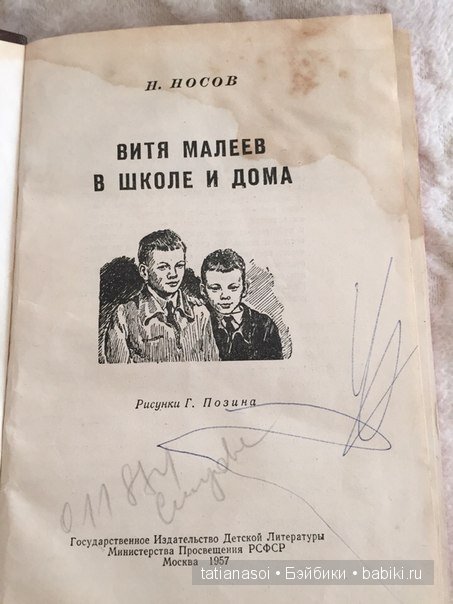 Н. НОСОВ
ВИТЯ МАЛЕЕВ
В ШКОЛЕ И ДОМА
Рисунки Г. Позина
Государственное Издательство Детской Литературы
Министерства Просвещения РСФСР
Москва 1957
tatianasoi • Бэйбики • babiki.ru